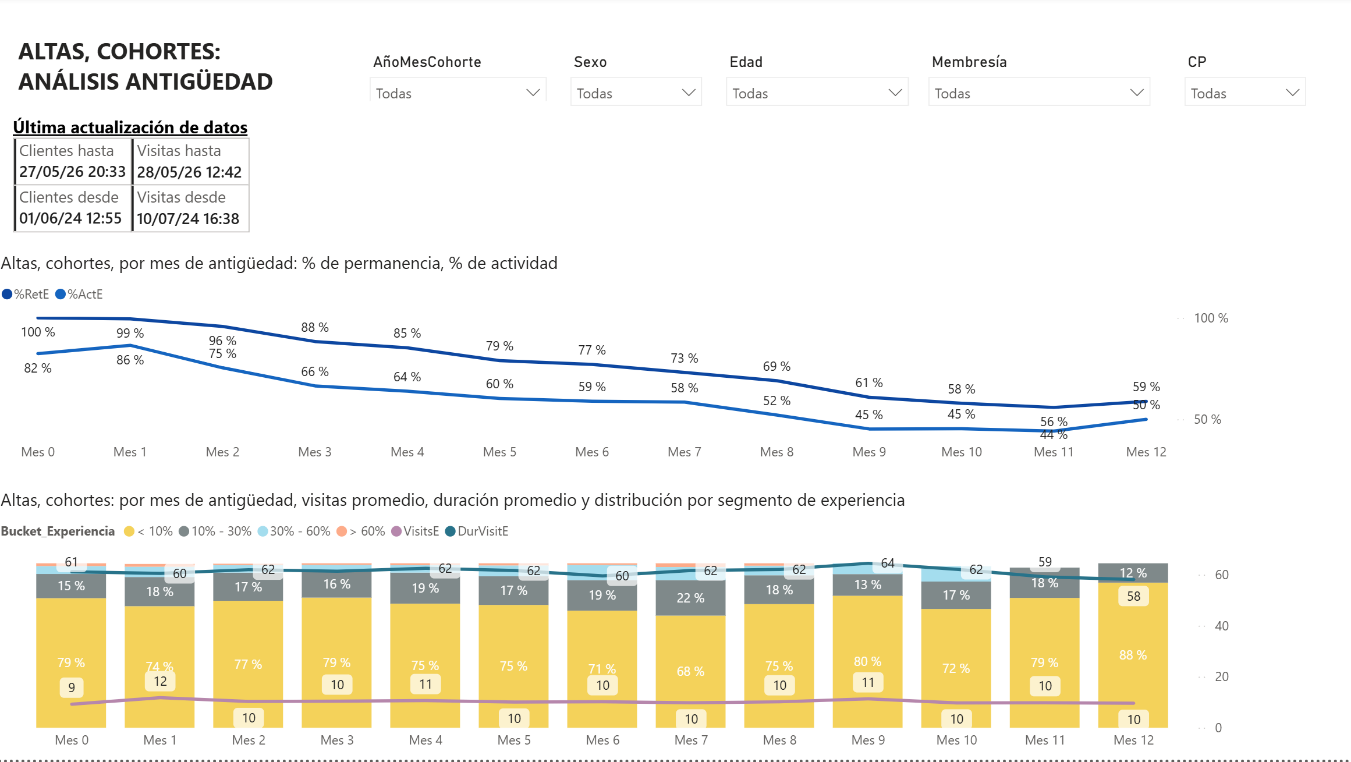 ALTAS, COHORTES:
ANÁLISIS ANTIGÜEDAD
AñoMesCohorte Sexo Edad Membresía CP
Todas Todas Todas Todas Todas
Última actualización de datos
Clientes hasta Visitas hasta
27/05/26 20:33 28/05/26 12:42
Clientes desde Visitas desde
01/06/24 12:55 10/07/24 16:38
Altas, cohortes, por mes de antigüedad: % de permanencia, % de actividad
%RetE %ActE
100 % 99 % 96 % 88 % 85 % 79 % 77 % 73 % 69 % 61 % 58 % 56 % 59 %
82 % 86 % 75 % 66 % 64 % 60 % 59 % 58 % 52 % 45 % 45 % 44 % 50 %
100 %
50 %
Mes 0 Mes 1 Mes 2 Mes 3 Mes 4 Mes 5 Mes 6 Mes 7 Mes 8 Mes 9 Mes 10 Mes 11 Mes 12
Altas, cohortes: por mes de antigüedad, visitas promedio, duración promedio y distribución por segmento de experiencia
Bucket_Experiencia < 10% 10% - 30% 30% - 60% > 60% VisitsE DurVisitE
61 60 62 62 62 60 62 62 64 62 59 58
15 % 18 % 17 % 16 % 19 % 17 % 19 % 22 % 18 % 13 % 17 % 18 % 12 %
79 % 74 % 77 % 79 % 75 % 75 % 71 % 68 % 75 % 80 % 72 % 79 % 88 %
9 12 10 10 11 10 10 10 10 11 10 10 10
60
40
20
0
Mes 0 Mes 1 Mes 2 Mes 3 Mes 4 Mes 5 Mes 6 Mes 7 Mes 8 Mes 9 Mes 10 Mes 11 Mes 12